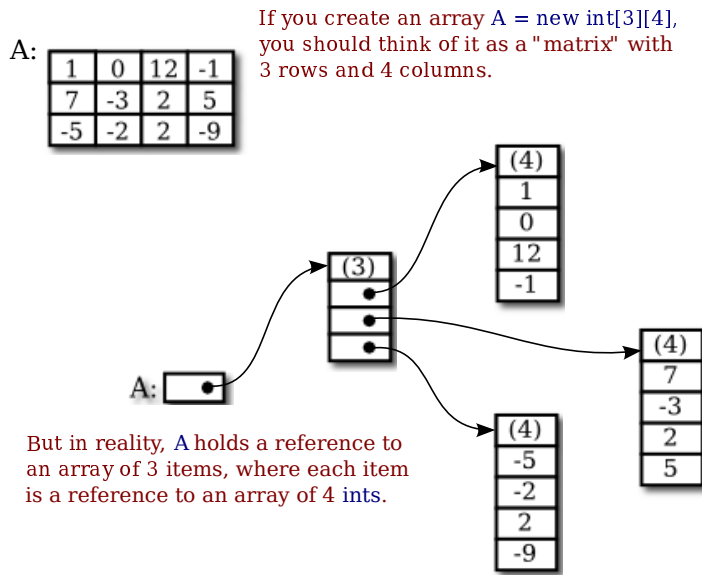 If you create an array A = new int[3][4],
you should think of it as a "matrix" with
3 rows and 4 columns.
A:
1 0 12 -1
7 -3 2 5
-5 -2 2 -9
(4)
1
0
12
-1
(3)
A:
(4)
7
-3
2
5
(4)
-5
-2
2
-9
But in reality, A holds a reference to
an array of 3 items, where each item
is a reference to an array of 4 ints.